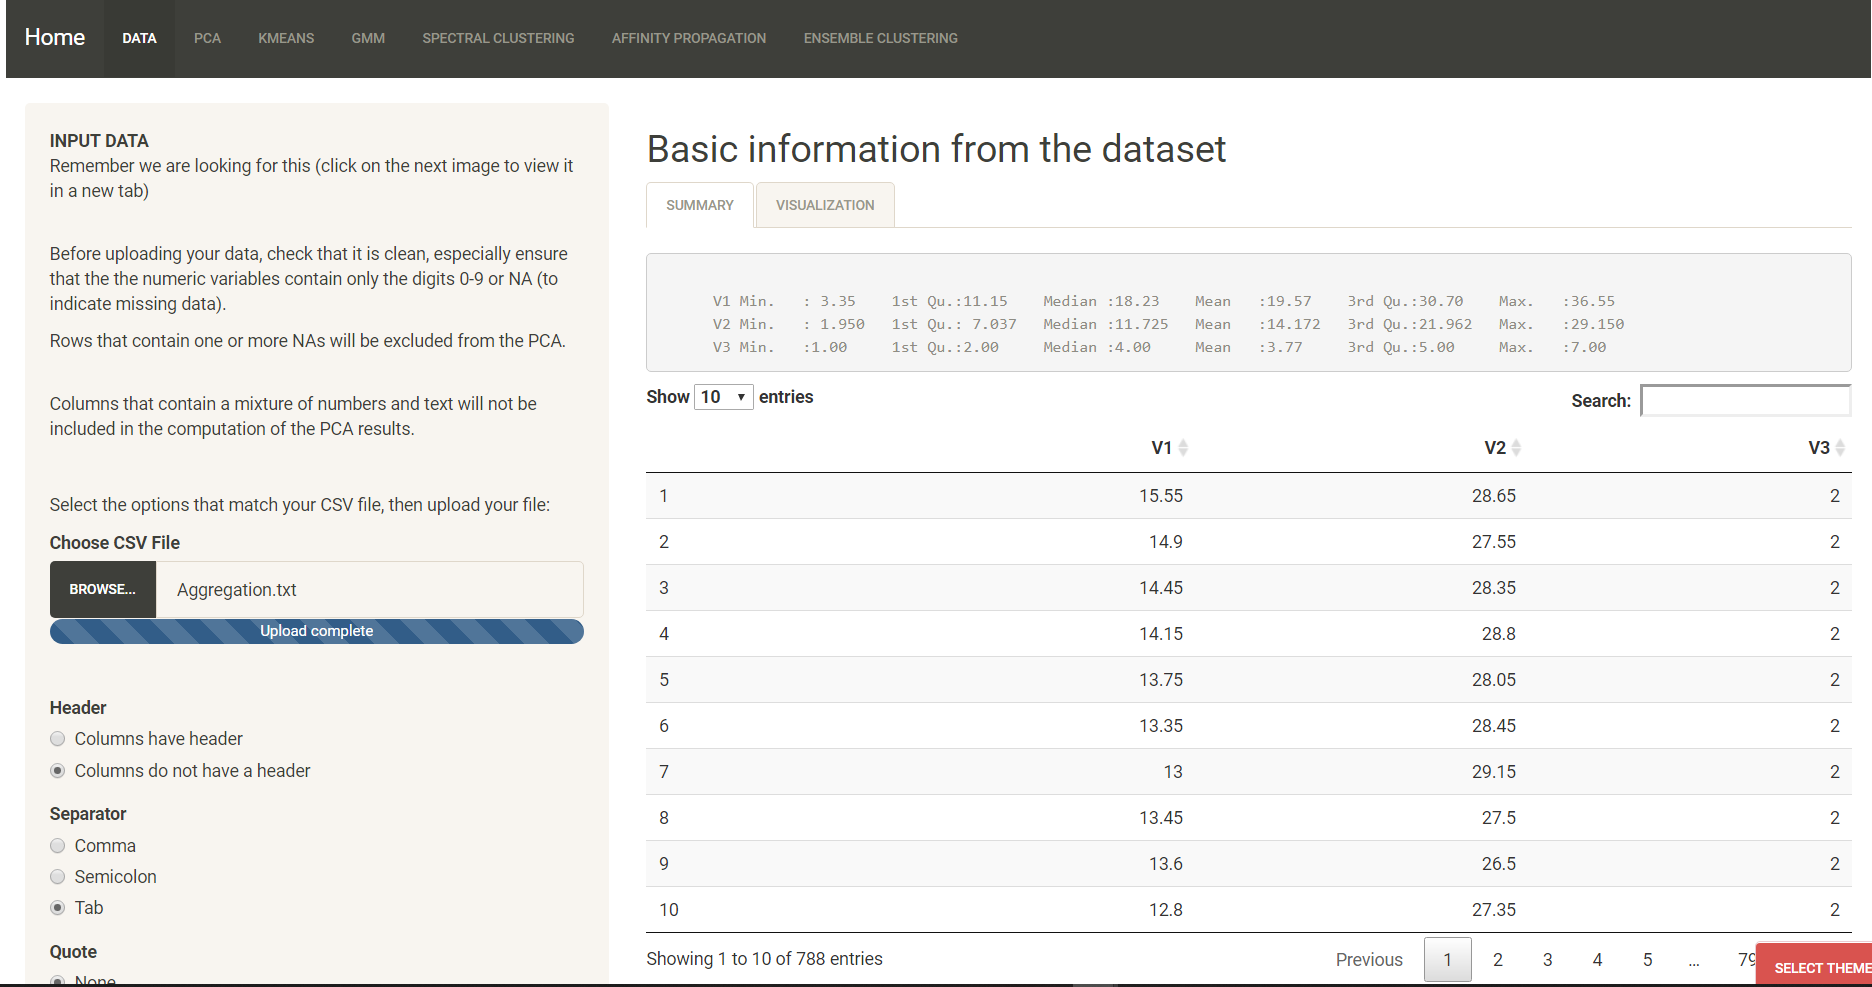 Home DATA PCA KMEANS GMM SPECTRAL CLUSTERING AFFINITY PROPAGATION ENSEMBLE CLUSTERING
INPUT DATA
Remember we are looking for this (click on the next image to view it
in a new tab)
Before uploading your data, check that it is clean, especially ensure
that the the numeric variables contain only the digits 0-9 or NA (to
indicate missing data).
Rows that contain one or more NAs will be excluded from the PCA.
Columns that contain a mixture of numbers and text will not be
included in the computation of the PCA results.
Select the options that match your CSV file, then upload your file:
Choose CSV File
BROWSE... Aggregation.txt
Upload complete
Header
Columns have header
Columns do not have a header
Separator
Comma
Semicolon
Tab
Quote
None
Basic information from the dataset
SUMMARY VISUALIZATION
V1 Min. : 3.35 1st Qu.:11.15 Median :18.23 Mean :19.57 3rd Qu.:30.70 Max. :36.55
V2 Min. : 1.950 1st Qu.: 7.037 Median :11.725 Mean :14.172 3rd Qu.:21.962 Max. :29.150
V3 Min. :1.00 1st Qu.:2.00 Median :4.00 Mean :3.77 3rd Qu.:5.00 Max. :7.00
Show 10 entries Search:
V1 V2 V3
1 15.55 28.65 2
2 14.9 27.55 2
3 14.45 28.35 2
4 14.15 28.8 2
5 13.75 28.05 2
6 13.35 28.45 2
7 13 29.15 2
8 13.45 27.5 2
9 13.6 26.5 2
10 12.8 27.35 2
Showing 1 to 10 of 788 entries Previous 1 2 3 4 5 ... 79
SELECT THEME